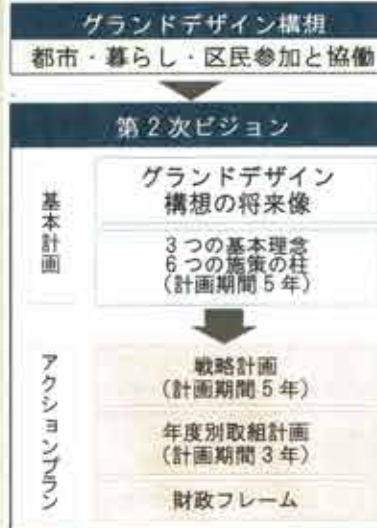 グランドデザイン構想
都市・暮らし・区民参加と協働
第2次ビジョン
基本計画
グランドデザイン
構想の将来像
3つの基本理念
6つの施策の柱
(計画期間5年)
アクションプラン
戦略計画
(計画期間5年)
年度別取組計画
(計画期間3年)
財政フレーム